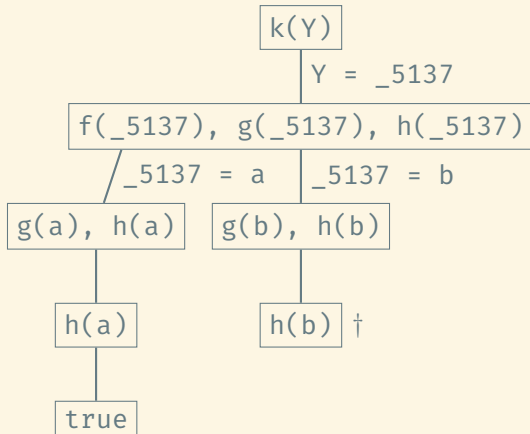 k(Y)
Y = _5137
f(_5137), g(_5137), h(_5137)
_5137 = a _5137 = b
g(a), h(a) g(b), h(b)
h(a) h(b) †
true